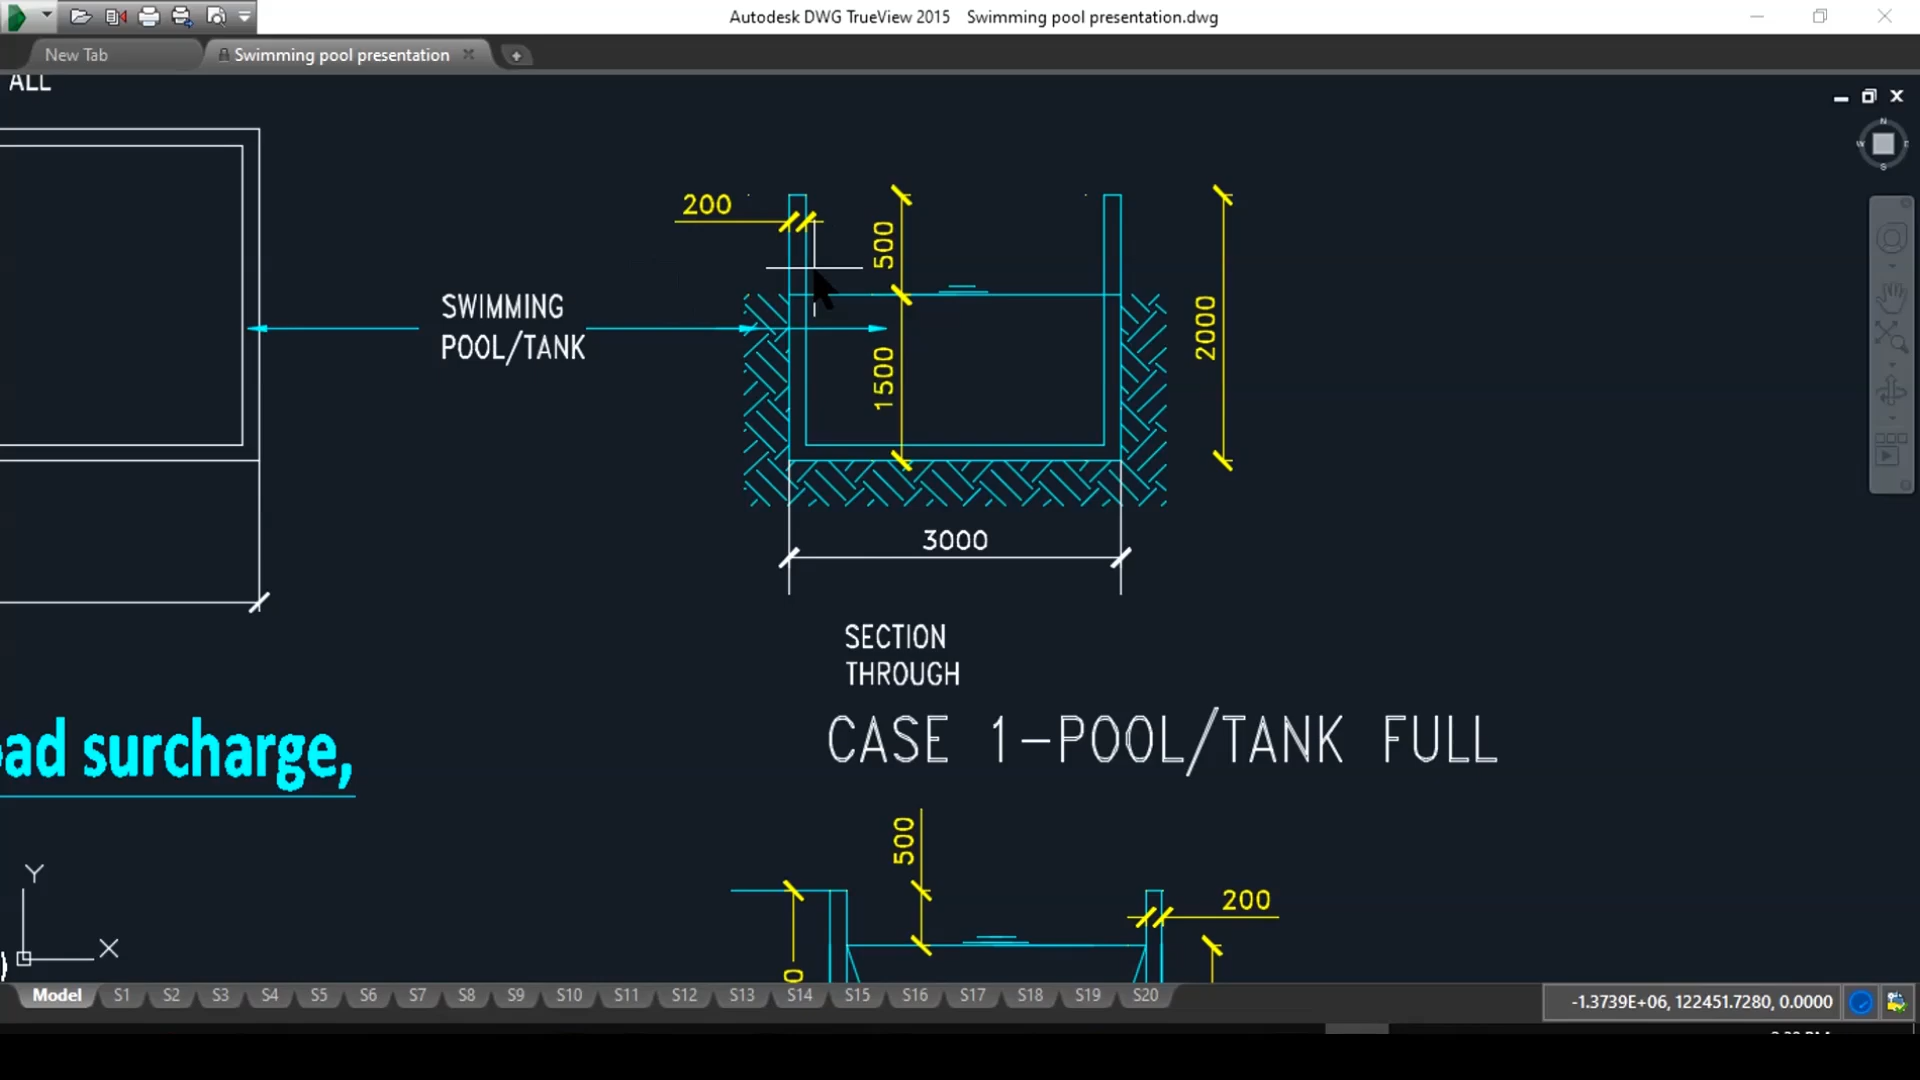 Autodesk DWG TrueView 2015 Swimming pool presentation.dwg
New Tab
Swimming pool presentation
ALL
N
W
S
200
500
2000
SWIMMING
POOL/TANK
1500
3000
SECTION
THROUGH
CASE 1-POOL/TANK FULL
ad surcharge,
500
200
0
Y
X
)
Model S1 S2 S3 S4 S5 S6 S7 S8 S9 S10 S11 S12 S13 S14 S15 S16 S17 S18 S19 S20
-1.3739E+06, 122451.7280, 0.0000